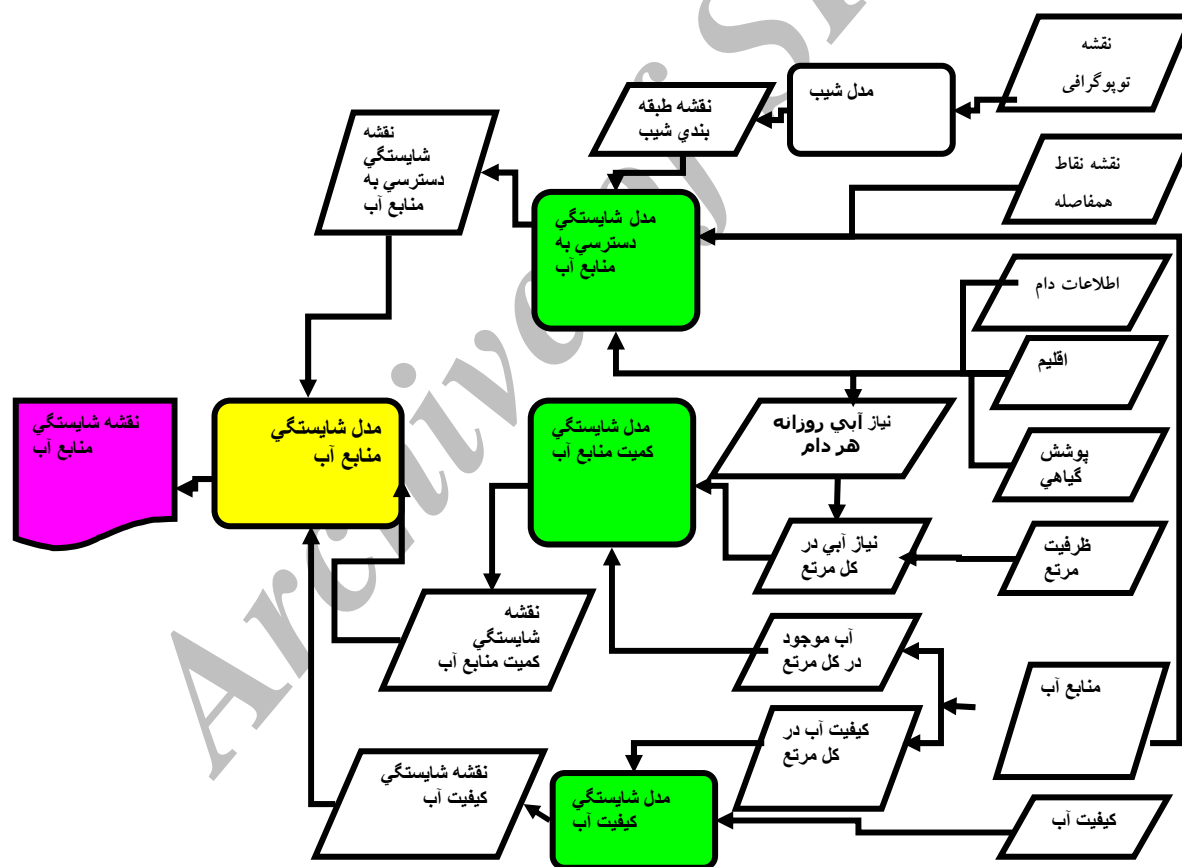 نقشه
توپوگرافی
مدل شيب
نقشه طبقه
بندي شيب
نقشه
شايستگي
دسترسي به
منابع آب
نقشه نقاط
همفاصله
مدل شايستگي
دسترسي به
منابع آب
اطلاعات دام
اقليم
پوشش
گياهي
نياز آبي روزانه
هر دام
مدل شايستگي
كميت منابع آب
مدل شايستگي
منابع آب
نقشه شايستگي
منابع آب
ظرفيت
مرتع
نياز آبي در
كل مرتع
نقشه
شايستگي
كميت منابع آب
آب موجود
در كل مرتع
منابع آب
كيفيت آب در
كل مرتع
نقشه شايستگي
كيفيت آب
مدل شايستگي
كيفيت آب
كيفيت آب
Archive of S